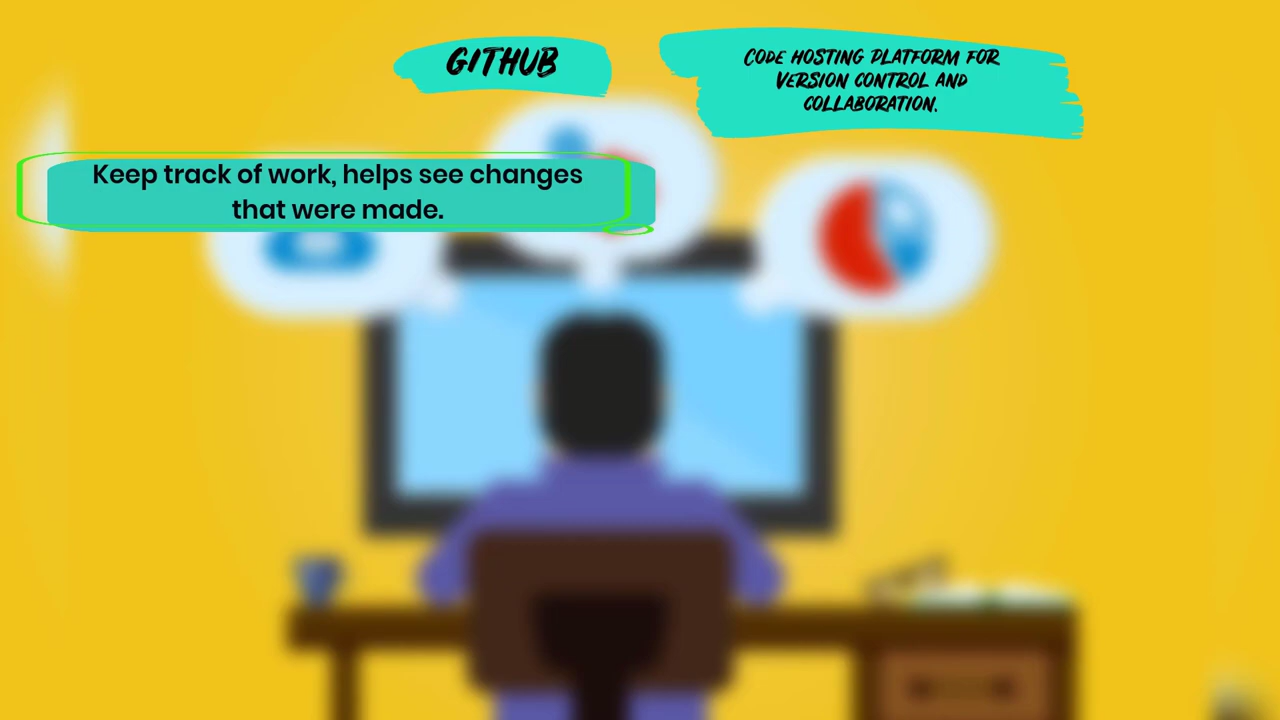 GITHUB
CODE HOSTING PLATFORM FOR
VERSION CONTROL AND
COLLABORATION.
Keep track of work, helps see changes
that were made.